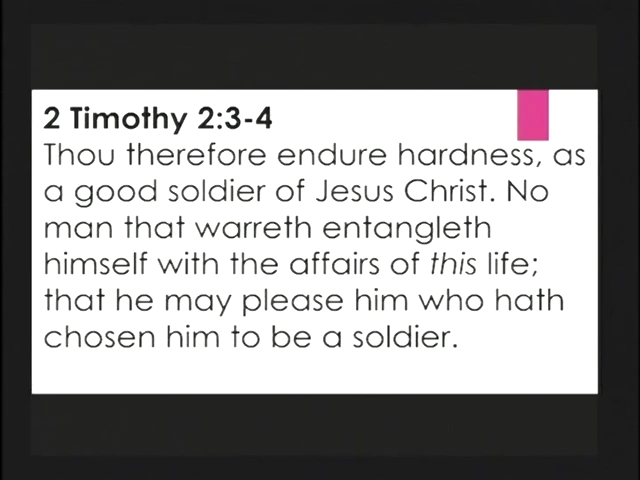 2 Timothy 2:3-4
Thou therefore endure hardness, as
a good soldier of Jesus Christ. No
man that warreth entangleth
himself with the affairs of this life;
that he may please him who hath
chosen him to be a soldier.